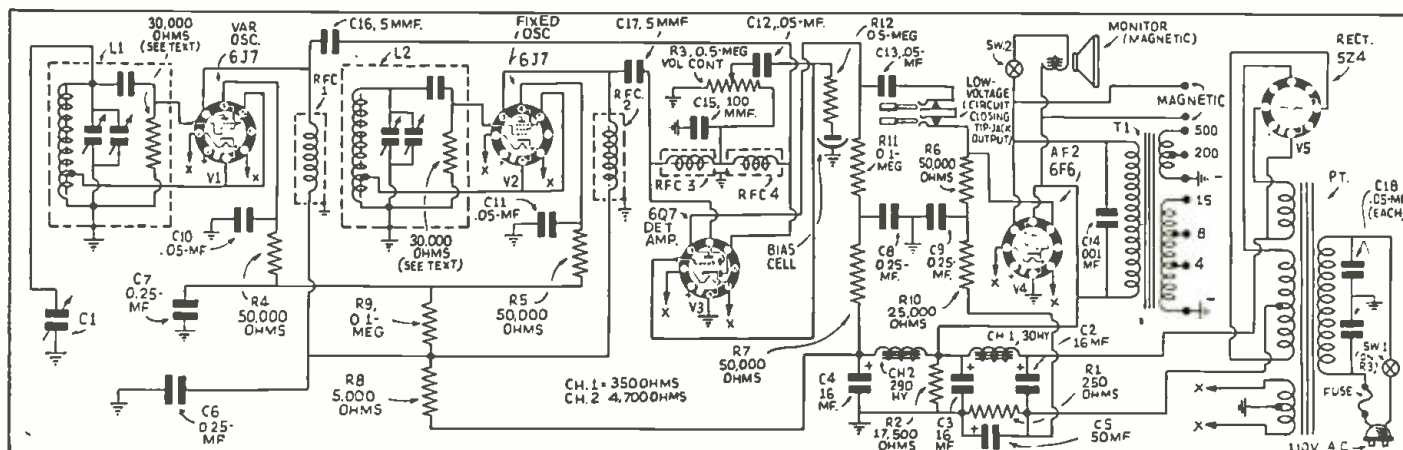 L1
30,000
OHMS
(SEE TEXT)
VAR
OSC.
6J7
V1
C1
C10
.05-MF
C7
0.25-
MF
R4
50,000
OHMS
C6
0.25-
MF.
C16, 5 MMF.
RFC
1
L2
FIXED
OSC
6J7
V2
30,000
OHMS
(SEE TEXT)
C11
.05-MF
R5
50,000
OHMS
R9,
0.1-
MEG
R8
5,000
OHMS
CH. 1 = 3500 OHMS
CH. 2 4,700 OHMS
C17, 5 MMF
RFC.
2
R3, 0.5-MEG
VOL CONT
C15, 100
MMF.
RFC 3
RFC 4
6Q7
DET
AMP.
V3
C12, .05-MF.
R12
0.5-MEG
BIAS
CELL
C13, .05-
MF
LOW-
VOLTAGE
(CIRCUIT
CLOSING
TIP-JACK
OUTPUT)
R11
0.1-
MEG
R6
50,000
OHMS
C8
0.25-
MF.
C9
0.25-
MF.
R7
50,000
OHMS
R10
25,000
OHMS
C4
16
MF.
CH2
290
HY
CH 1, 30HY
C2
16 MF
R2
17,500
OHMS
C3
16
MF
R1
250
OHMS
C5
50MF
SW.2
MONITOR
(MAGNETIC)
AF2
6F6
V4
T1
C14
.001
MF
MAGNETIC
500
200
15
8
4
RECT.
5Z4
V5
P.T.
C18
.05-MF
(EACH)
SW.1
FUSE
110V. A.C.
X
X
X
X
X
X
X
X
X
X